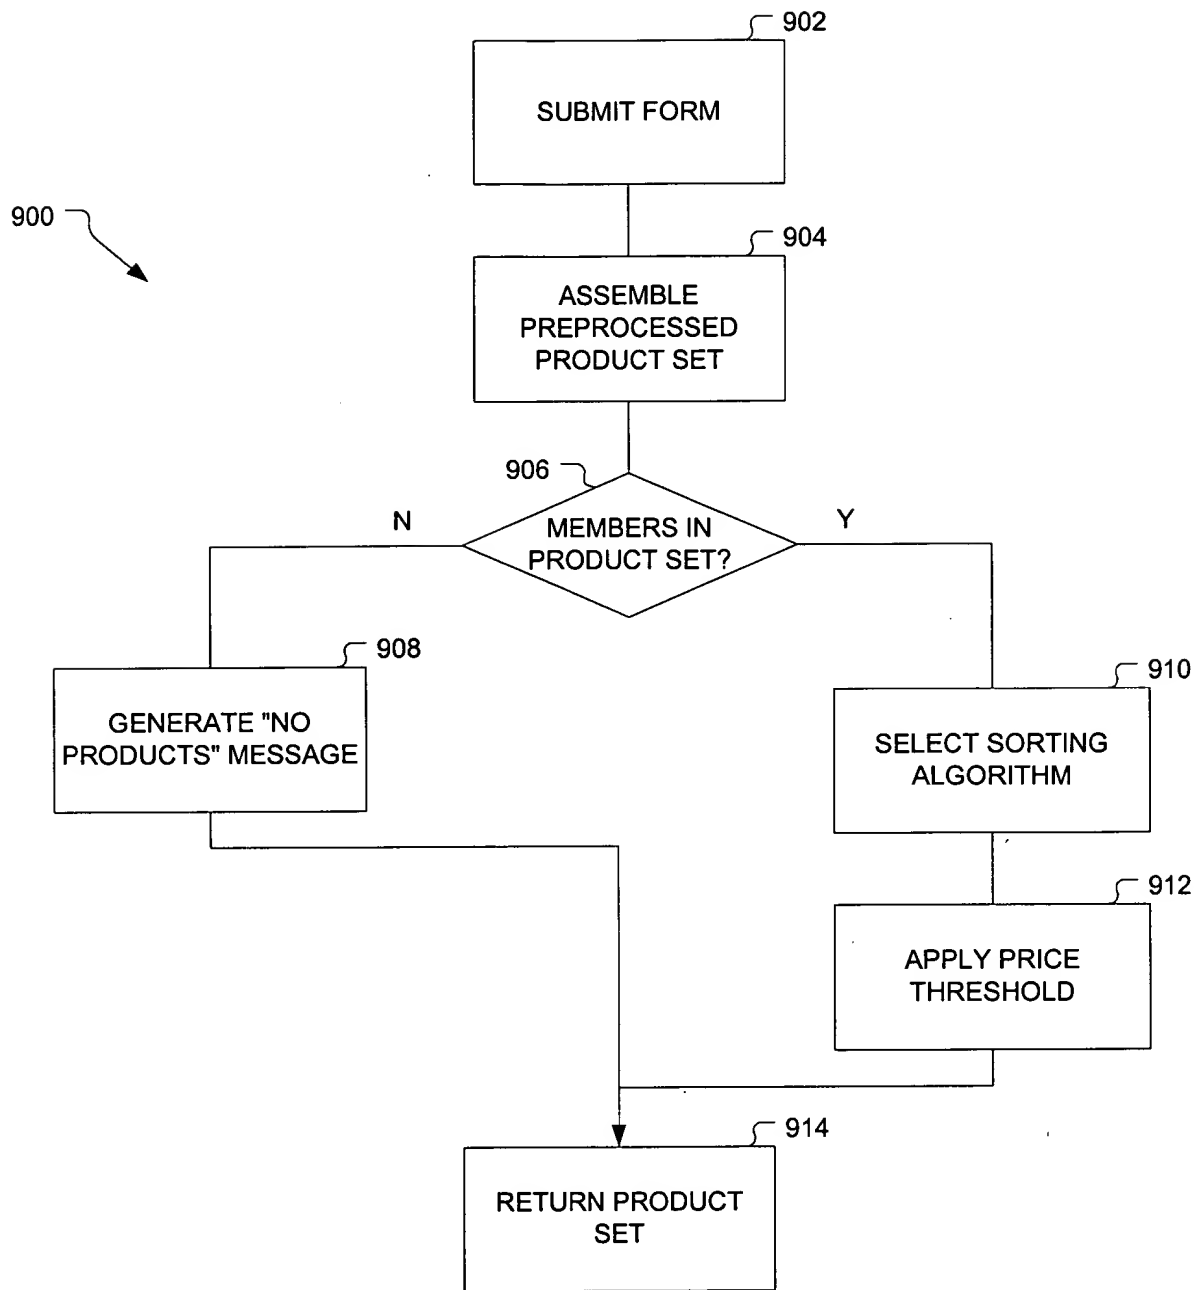 902
SUBMIT FORM
900
904
ASSEMBLE
PREPROCESSED
PRODUCT SET
906
N
MEMBERS IN
PRODUCT SET?
Y
908
GENERATE "NO
PRODUCTS" MESSAGE
910
SELECT SORTING
ALGORITHM
912
APPLY PRICE
THRESHOLD
914
RETURN PRODUCT
SET